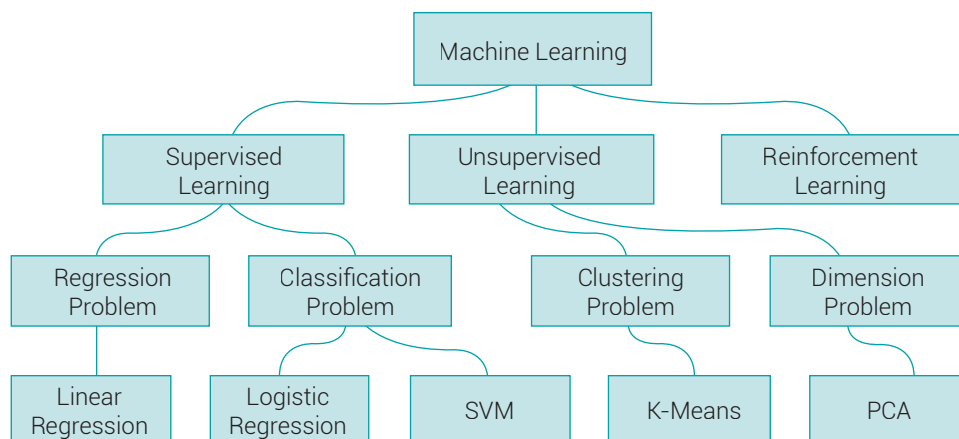 Machine Learning
Supervised
Learning
Unsupervised
Learning
Reinforcement
Learning
Regression
Problem
Classification
Problem
Clustering
Problem
Dimension
Problem
Linear
Regression
Logistic
Regression
SVM
K-Means
PCA